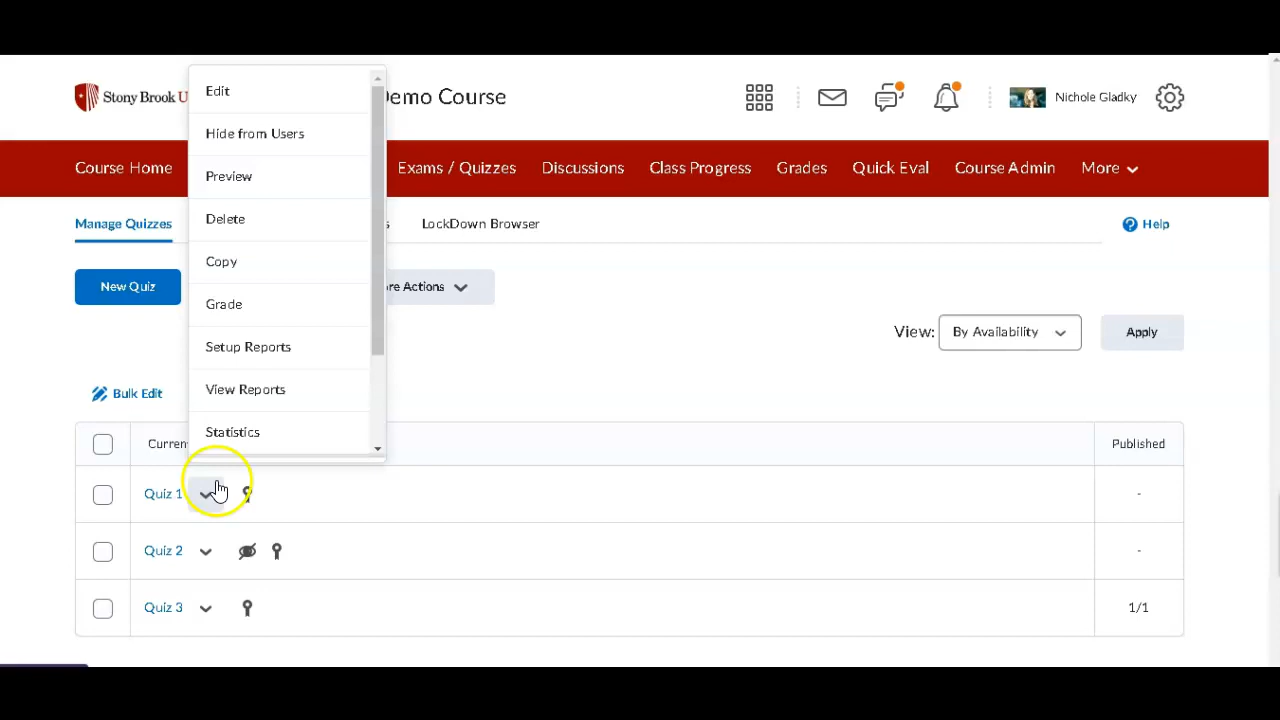 Stony Brook U
Demo Course
Nichole Gladky
Course Home
Exams / Quizzes
Discussions
Class Progress
Grades
Quick Eval
Course Admin
More
Edit
Hide from Users
Preview
Delete
Copy
Grade
Setup Reports
View Reports
Statistics
Manage Quizzes
s
LockDown Browser
Help
New Quiz
re Actions
View:
By Availability
Apply
Bulk Edit
Curren
Published
Quiz 1
-
Quiz 2
-
Quiz 3
1/1